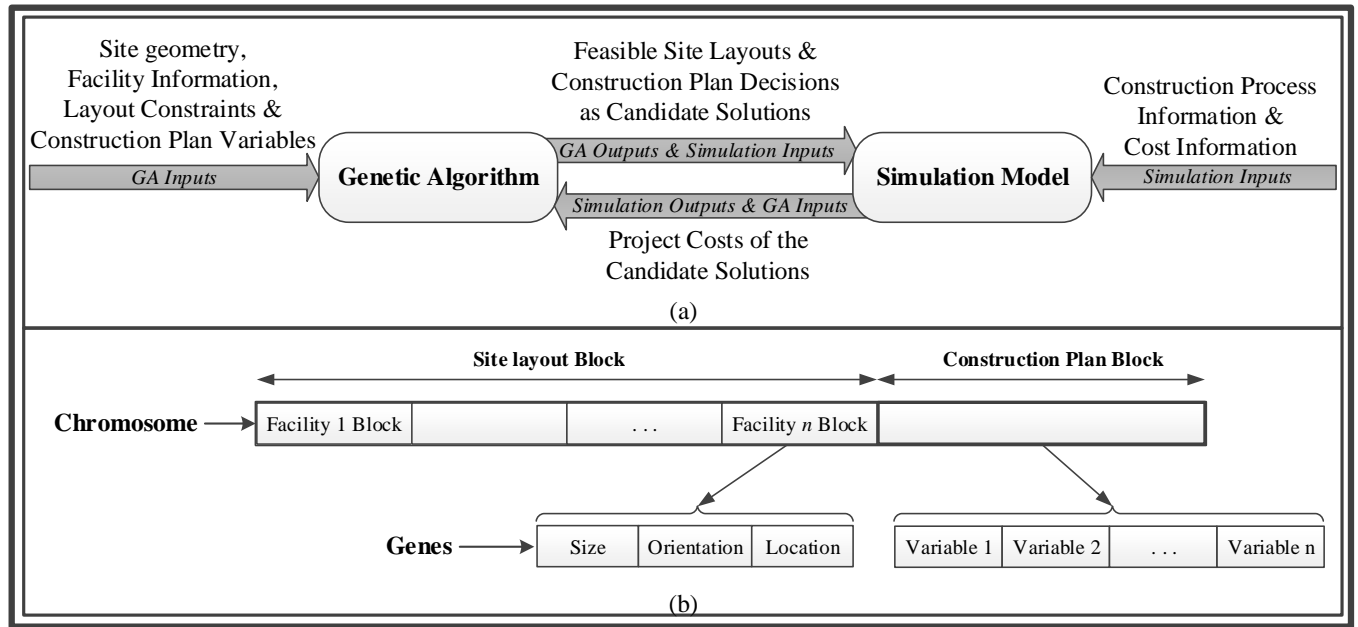 Site geometry,
Facility Information,
Layout Constraints &
Construction Plan Variables
GA Inputs
Genetic Algorithm
Feasible Site Layouts &
Construction Plan Decisions
as Candidate Solutions
GA Outputs & Simulation Inputs
Simulation Outputs & GA Inputs
Project Costs of the
Candidate Solutions
Simulation Model
Construction Process
Information &
Cost Information
Simulation Inputs
(a)
Site layout Block
Construction Plan Block
Chromosome
Facility 1 Block
. . .
Facility n Block
Genes
Size
Orientation
Location
Variable 1
Variable 2
. . .
Variable n
(b)